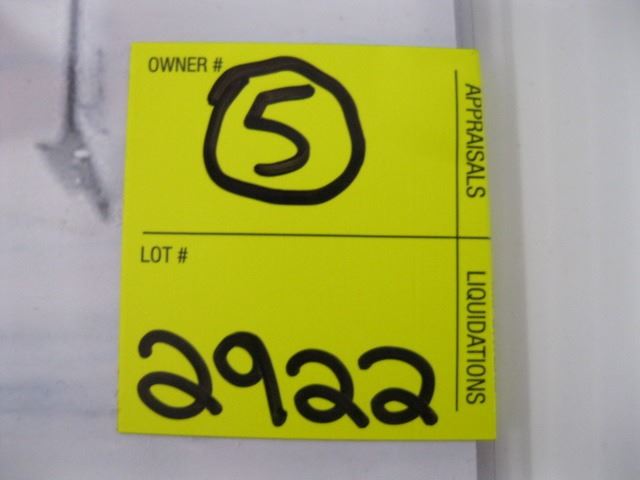 OWNER #
5
LOT #
2922
APPRAISALS
LIQUIDATIONS